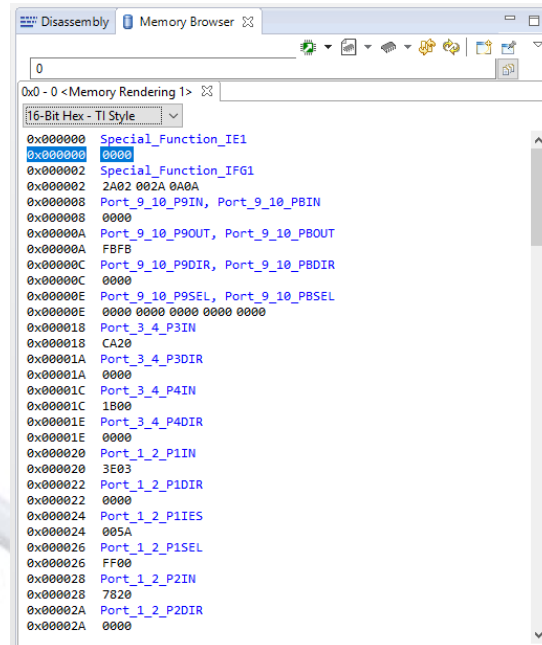 Disassembly Memory Browser
0
0x0 - 0 <Memory Rendering 1>
16-Bit Hex - TI Style
0x000000 Special_Function_IE1
0x000000 0000
0x000002 Special_Function_IFG1
0x000002 2A02 002A 0A0A
0x000008 Port_9_10_P9IN, Port_9_10_PBIN
0x000008 0000
0x00000A Port_9_10_P9OUT, Port_9_10_PBOUT
0x00000A FBFB
0x00000C Port_9_10_P9DIR, Port_9_10_PBDIR
0x00000C 0000
0x00000E Port_9_10_P9SEL, Port_9_10_PBSEL
0x00000E 0000 0000 0000 0000 0000
0x000018 Port_3_4_P3IN
0x000018 CA20
0x00001A Port_3_4_P3DIR
0x00001A 0000
0x00001C Port_3_4_P4IN
0x00001C 1B00
0x00001E Port_3_4_P4DIR
0x00001E 0000
0x000020 Port_1_2_P1IN
0x000020 3E03
0x000022 Port_1_2_P1DIR
0x000022 0000
0x000024 Port_1_2_P1IES
0x000024 005A
0x000026 Port_1_2_P1SEL
0x000026 FF00
0x000028 Port_1_2_P2IN
0x000028 7820
0x00002A Port_1_2_P2DIR
0x00002A 0000